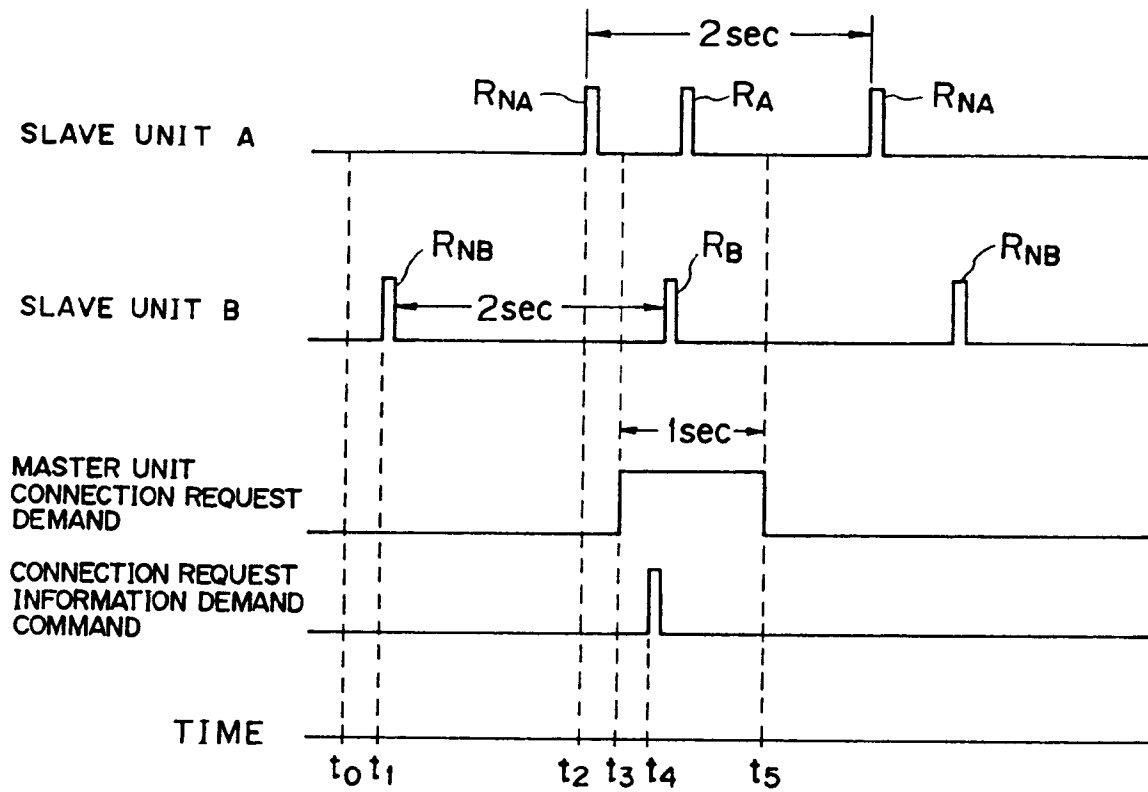 2sec
RNA
RA
RNA
SLAVE UNIT A
RNB
RB
RNB
SLAVE UNIT B
2sec
1sec
MASTER UNIT
CONNECTION REQUEST
DEMAND
CONNECTION REQUEST
INFORMATION DEMAND
COMMAND
TIME
t0 t1 t2 t3 t4 t5